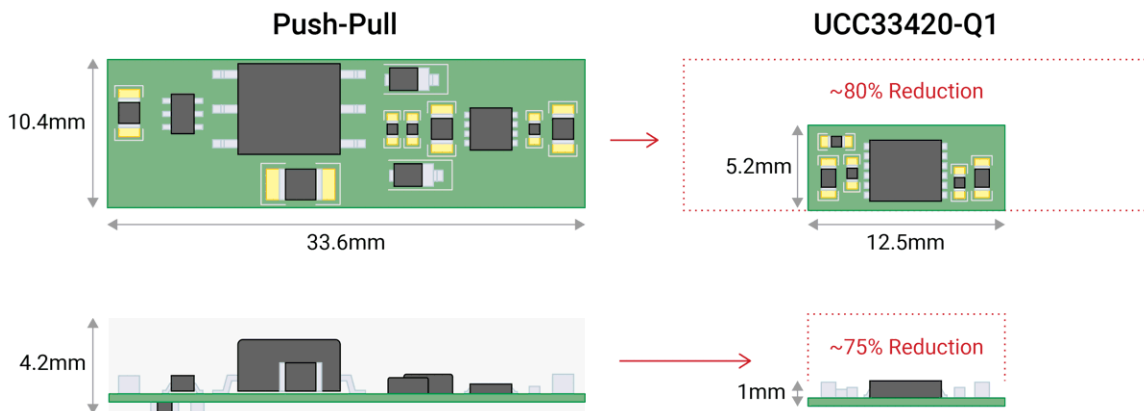 Push-Pull
UCC33420-Q1
~80% Reduction
10.4mm
5.2mm
33.6mm
12.5mm
4.2mm
~75% Reduction
1mm